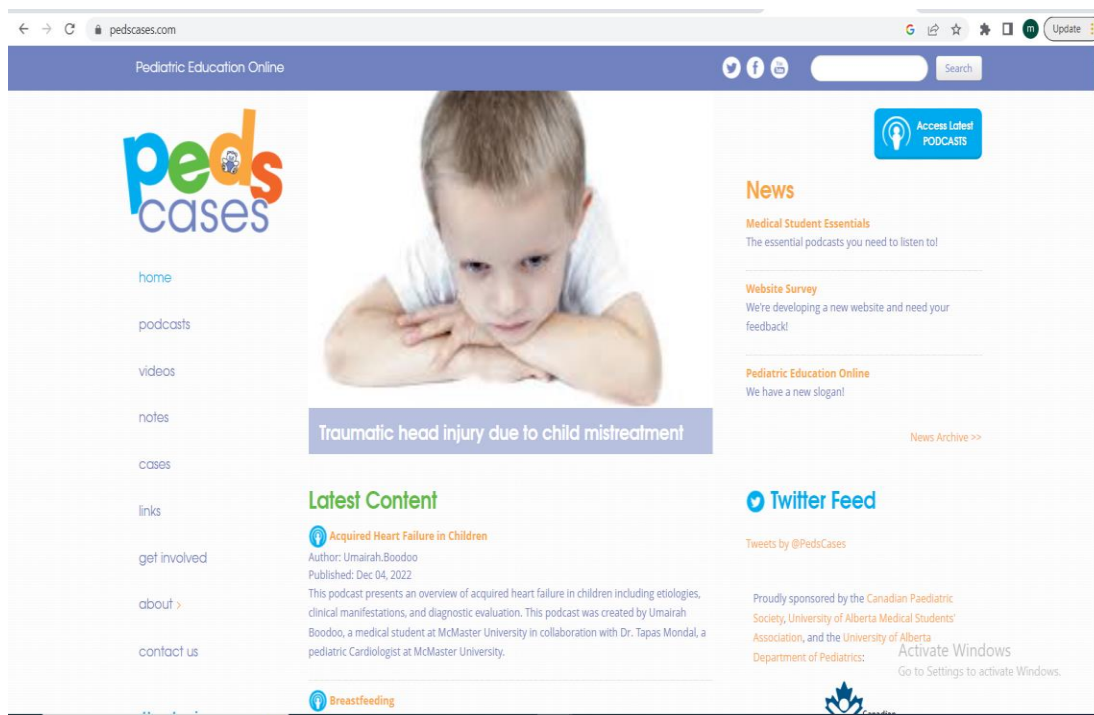 pedscases.com
Update
Pediatric Education Online
Search
peds
cases
home
podcasts
videos
notes
cases
links
get involved
about >
contact us
Traumatic head injury due to child mistreatment
Latest Content
Acquired Heart Failure in Children
Author: Umairah.Boodoo
Published: Dec 04, 2022
This podcast presents an overview of acquired heart failure in children including etiologies,
clinical manifestations, and diagnostic evaluation. This podcast was created by Umairah
Boodoo, a medical student at McMaster University in collaboration with Dr. Tapas Mondal, a
pediatric Cardiologist at McMaster University.
Breastfeeding
Access Latest
PODCASTS
News
Medical Student Essentials
The essential podcasts you need to listen to!
Website Survey
We're developing a new website and need your
feedback!
Pediatric Education Online
We have a new slogan!
News Archive >>
Twitter Feed
Tweets by @PedsCases
Proudly sponsored by the Canadian Paediatric
Society, University of Alberta Medical Students'
Association, and the University of Alberta
Department of Pediatrics:
Activate Windows
Go to Settings to activate Windows.